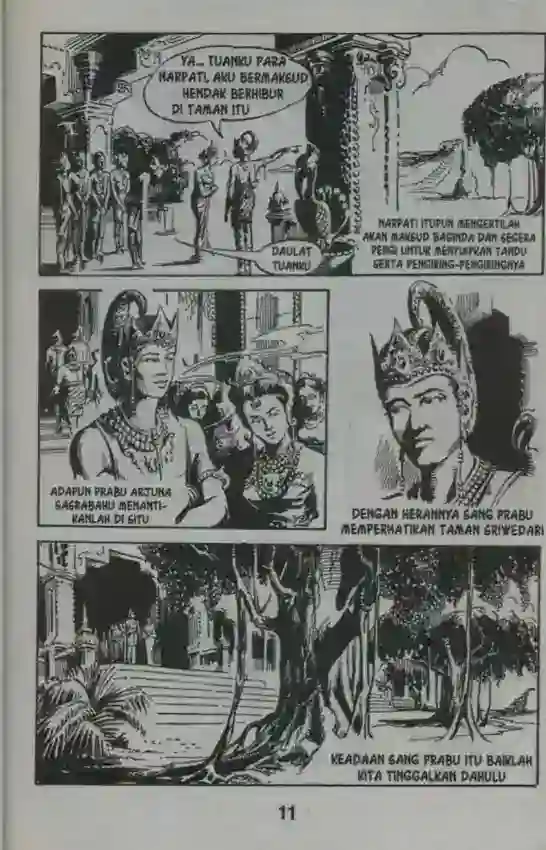 YA... TUANKU PARA
NARPATI, AKU BERMAKSUD
HENDAK BERHIBUR
DI TAMAN ITU
DAULAT
TUANKU
NARPATI ITUPUN MENGERTILAH
AKAN MAKSUD BAGINDA DAN SEGERA
PERGI UNTUK MENYIAPKAN TANDU
SERTA PENGIRING-PENGIRINGNYA
ADAPUN PRABU ARJUNA
SASRABAHU MENANTI-
KANLAH DI SITU
DENGAN HERANNYA SANG PRABU
MEMPERHATIKAN TAMAN SRIWEDARI
KEADAAN SANG PRABU ITU BAIKLAH
KITA TINGGALKAN DAHULU
11